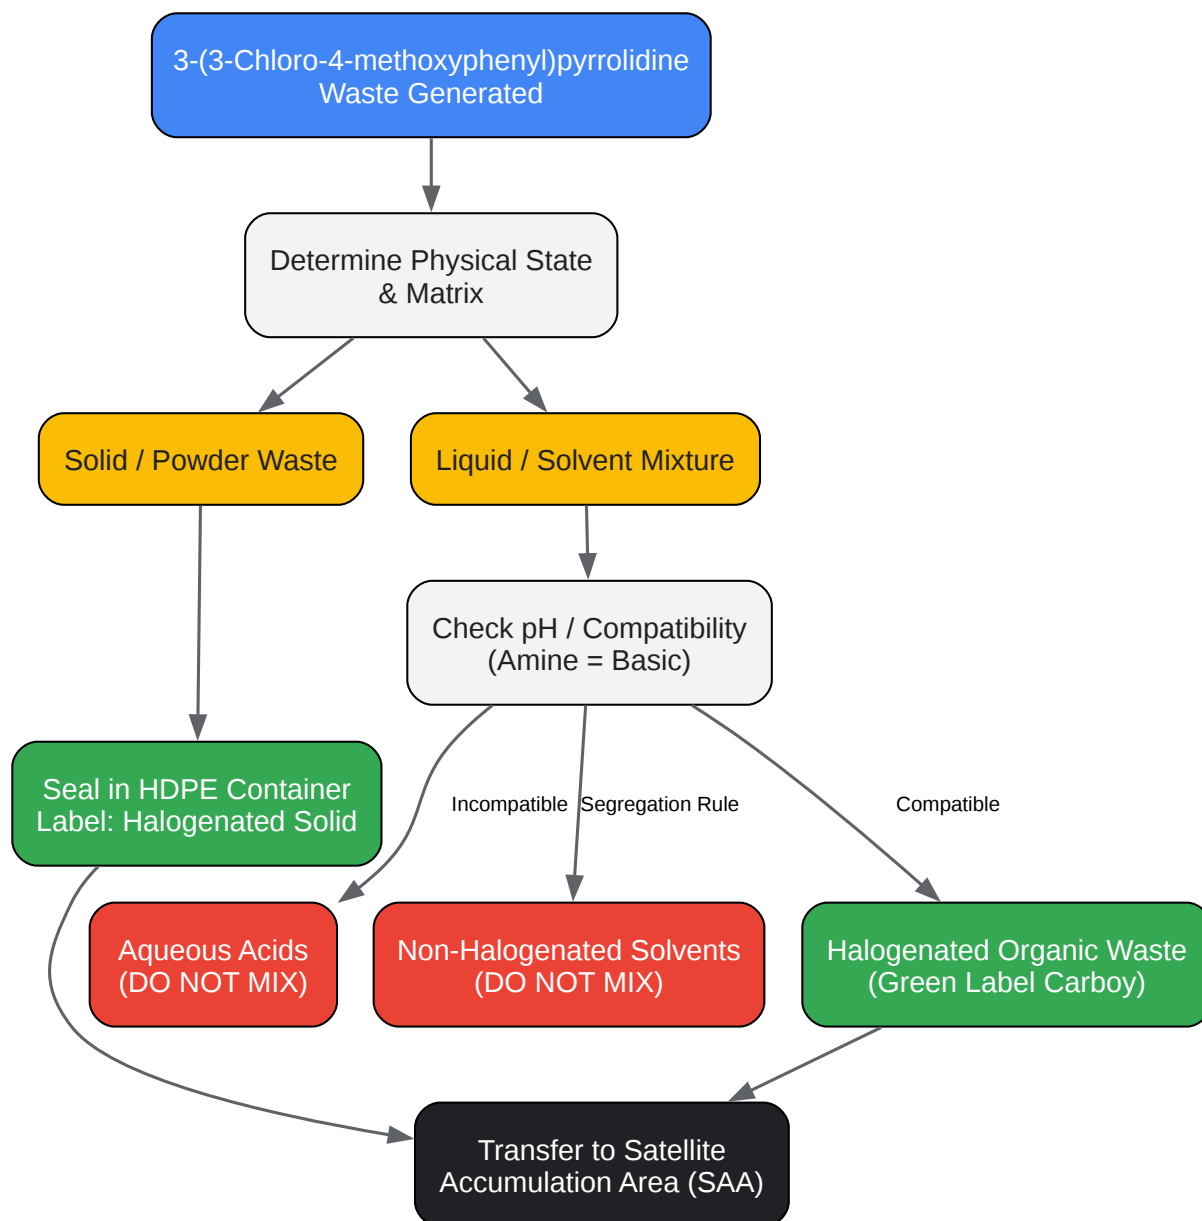 3-(3-Chloro-4-methoxyphenyl)pyrrolidine
Waste Generated
Determine Physical State
& Matrix
Solid / Powder Waste
Liquid / Solvent Mixture
Check pH / Compatibility
(Amine = Basic)
Seal in HDPE Container
Label: Halogenated Solid
Incompatible
Segregation Rule
Compatible
Aqueous Acids
(DO NOT MIX)
Non-Halogenated Solvents
(DO NOT MIX)
Halogenated Organic Waste
(Green Label Carboy)
Transfer to Satellite
Accumulation Area (SAA)